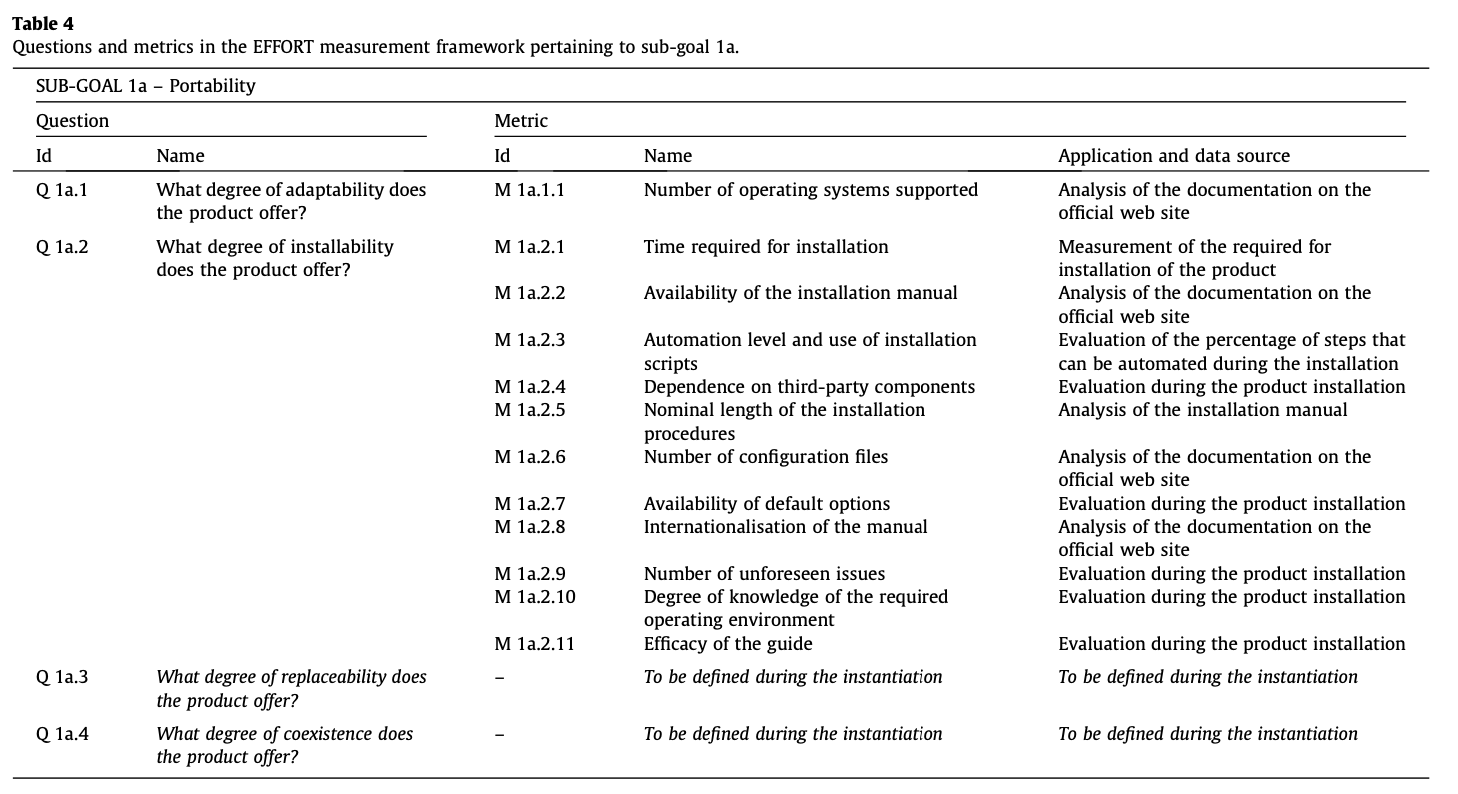 Table 4
Questions and metrics in the EFFORT measurement framework pertaining to sub-goal 1a.
SUB-GOAL 1a – Portability
Question Metric
Id Name Id Name Application and data source
Q 1a.1 What degree of adaptability does M 1a.1.1 Number of operating systems supported Analysis of the documentation on the
the product offer? official web site
Q 1a.2 What degree of installability M 1a.2.1 Time required for installation Measurement of the required for
does the product offer? installation of the product
M 1a.2.2 Availability of the installation manual Analysis of the documentation on the
official web site
M 1a.2.3 Automation level and use of installation Evaluation of the percentage of steps that
scripts can be automated during the installation
M 1a.2.4 Dependence on third-party components Evaluation during the product installation
M 1a.2.5 Nominal length of the installation Analysis of the installation manual
procedures
M 1a.2.6 Number of configuration files Analysis of the documentation on the
official web site
M 1a.2.7 Availability of default options Evaluation during the product installation
M 1a.2.8 Internationalisation of the manual Analysis of the documentation on the
official web site
M 1a.2.9 Number of unforeseen issues Evaluation during the product installation
M 1a.2.10 Degree of knowledge of the required Evaluation during the product installation
operating environment
M 1a.2.11 Efficacy of the guide Evaluation during the product installation
Q 1a.3 What degree of replaceability does – To be defined during the instantiation To be defined during the instantiation
the product offer?
Q 1a.4 What degree of coexistence does – To be defined during the instantiation To be defined during the instantiation
the product offer?